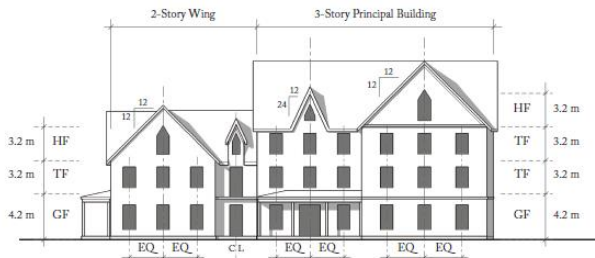 2-Story Wing
3-Story Principal Building
12
12
12
24
12
12
HF
3.2 m
3.2 m
HF
TF
3.2 m
3.2 m
TF
TF
3.2 m
4.2 m
GF
GF
4.2 m
EQ
EQ
CL
EQ
EQ
EQ
EQ